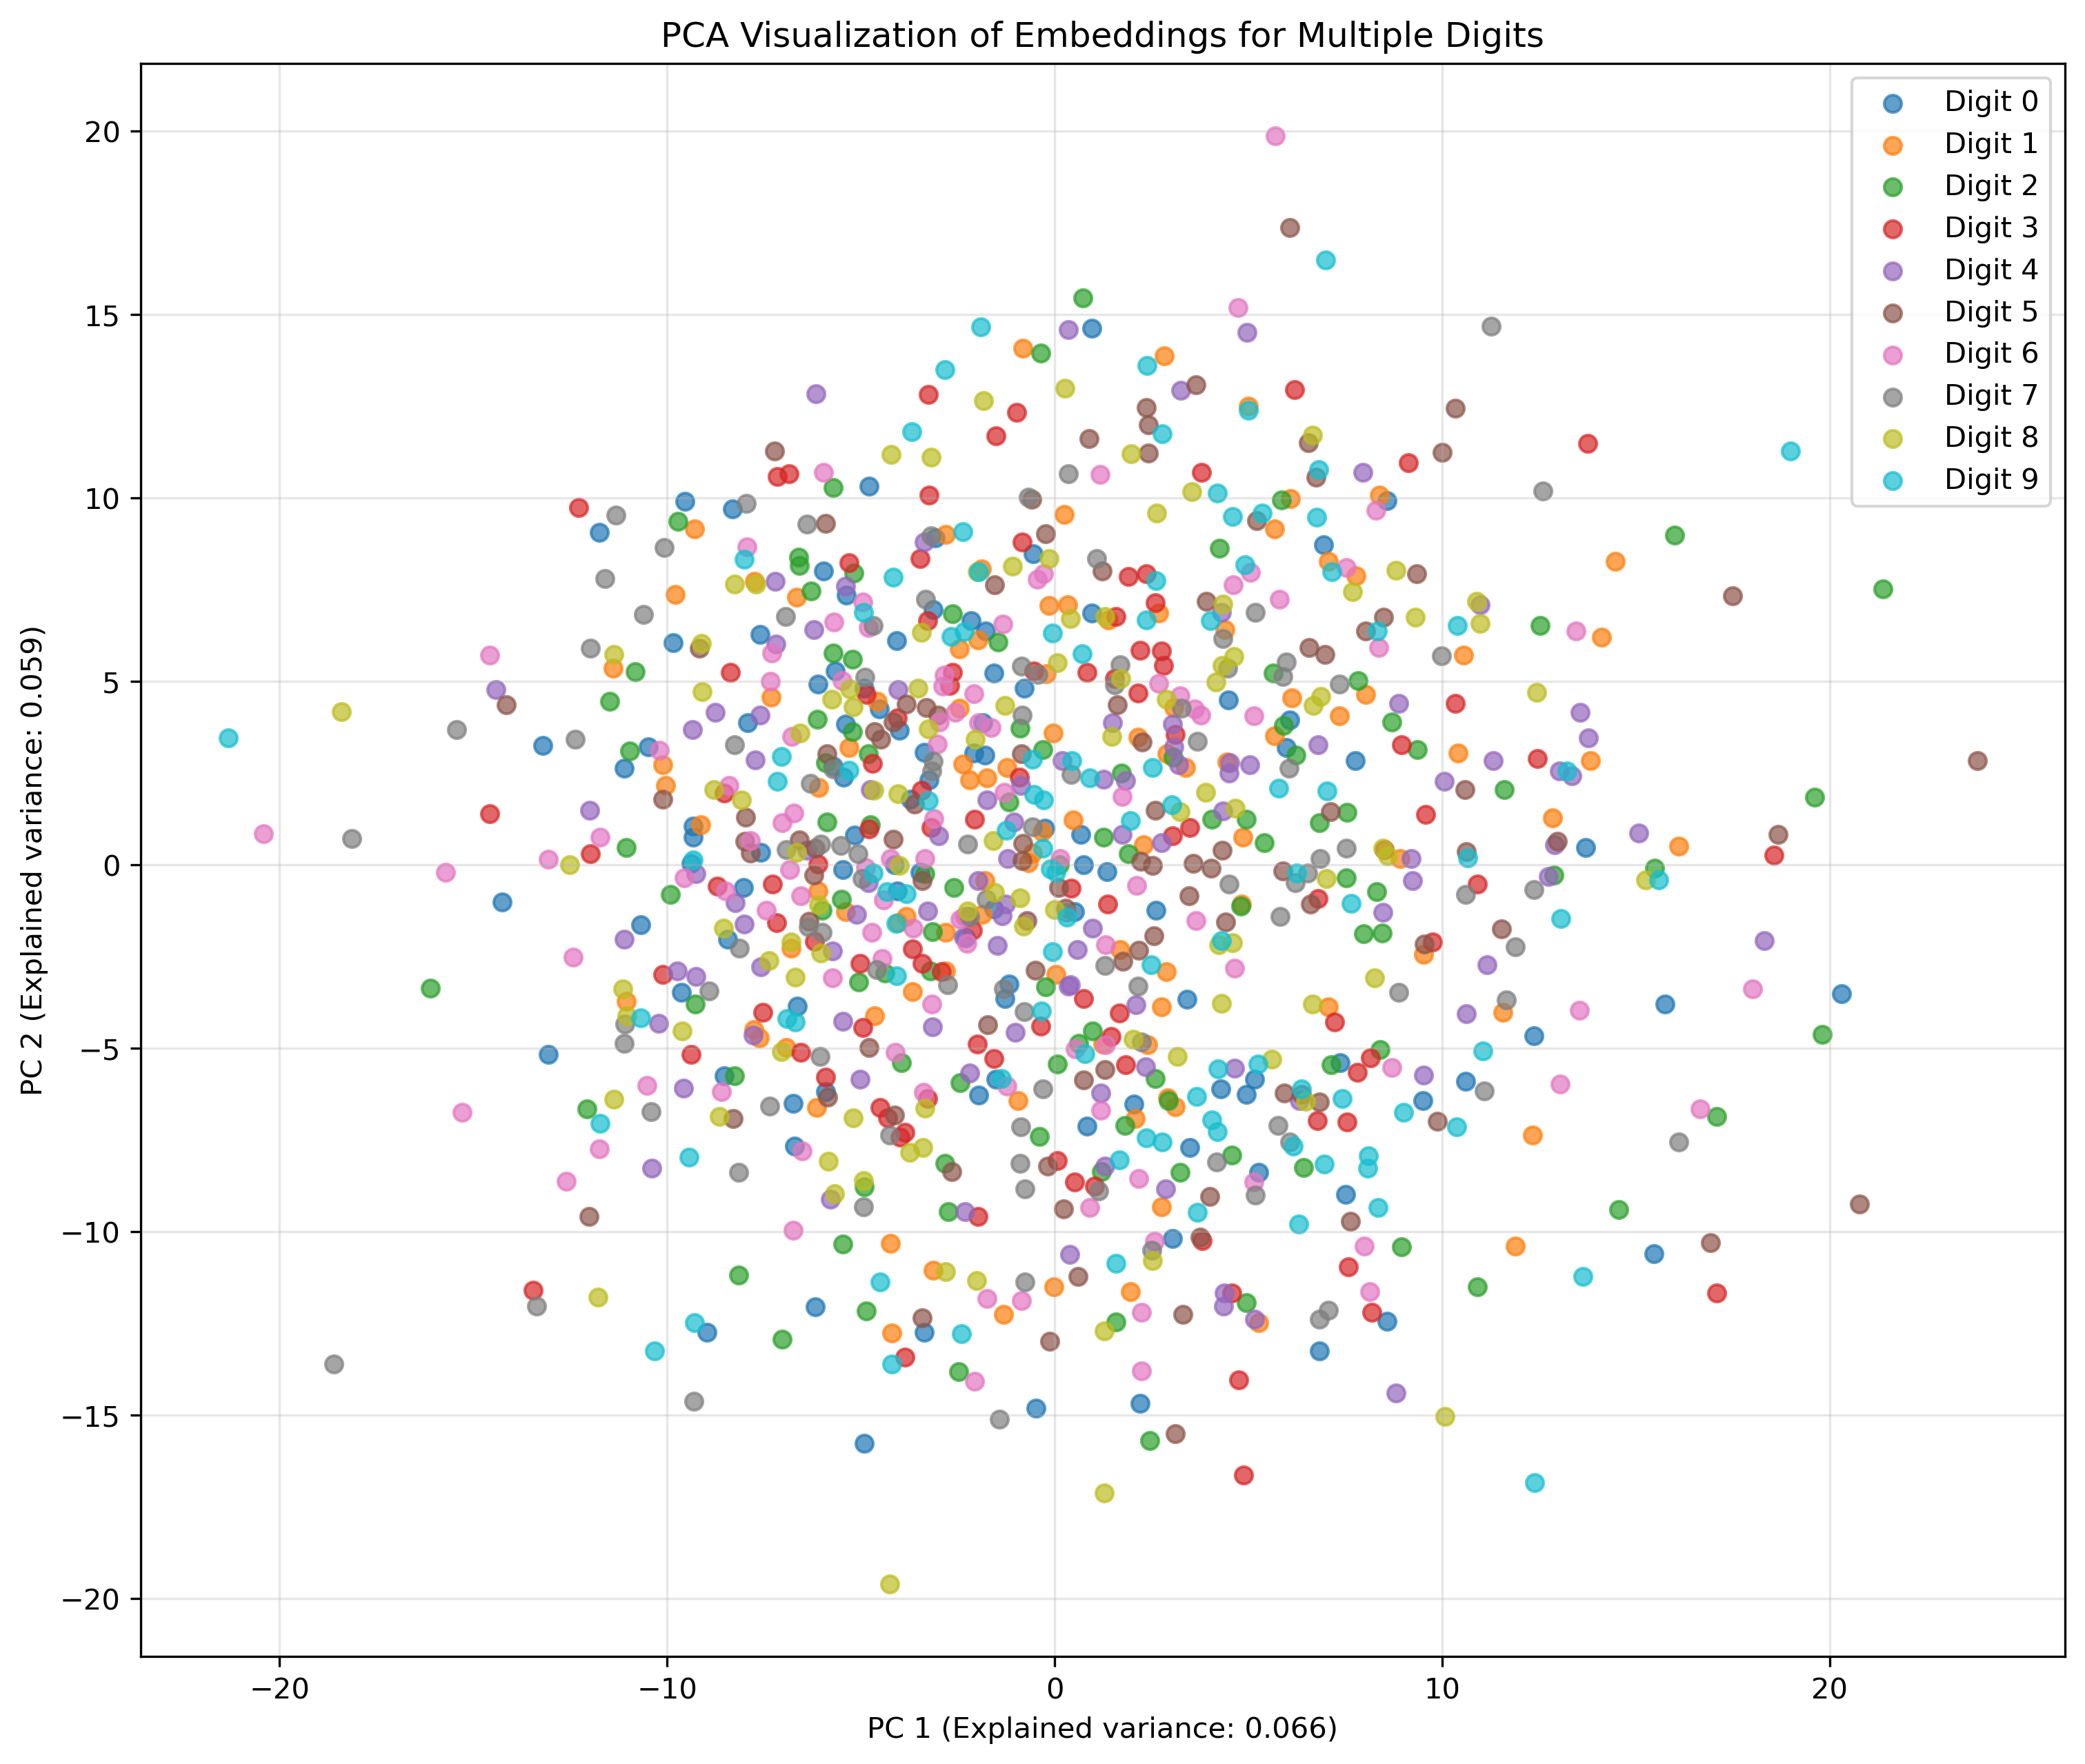 PCA Visualization of Embeddings for Multiple Digits
Digit 0
Digit 1
Digit 2
Digit 3
Digit 4
Digit 5
Digit 6
Digit 7
Digit 8
Digit 9
PC 2 (Explained variance: 0.059)
20
15
10
5
0
−5
−10
−15
−20
−20 −10 0 10 20
PC 1 (Explained variance: 0.066)